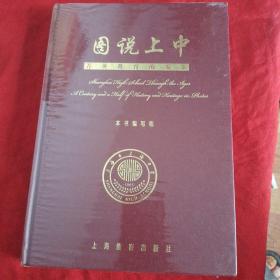 图说上中
Shanghai High School Through the Ages
A Century and a Half of History and Heritage in Photos
本书编写组
上海教育出版社